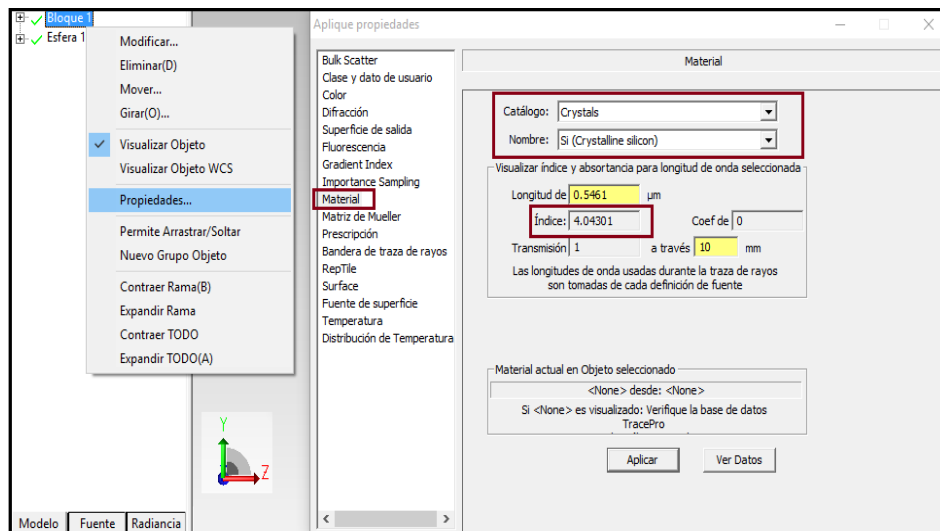 Bloque 1
Esfera 1
Modificar...
Eliminar(D)
Mover...
Girar(O)...
Visualizar Objeto
Visualizar Objeto WCS
Propiedades...
Permite Arrastrar/Soltar
Nuevo Grupo Objeto
Contraer Rama(B)
Expandir Rama
Contraer TODO
Expandir TODO(A)
Y
Z
Modelo Fuente Radiancia
Aplique propiedades
Bulk Scatter
Clase y dato de usuario
Color
Difracción
Superficie de salida
Fluorescencia
Gradient Index
Importance Sampling
Material
Matriz de Mueller
Prescripción
Bandera de traza de rayos
RepTile
Surface
Fuente de superficie
Temperatura
Distribución de Temperatura
Material
Catálogo: Crystals
Nombre: Si (Crystalline silicon)
Visualizar índice y absortancia para longitud de onda seleccionada
Longitud de 0.5461 µm
Índice: 4.04301 Coef de 0
Transmisión 1 a través 10 mm
Las longitudes de onda usadas durante la traza de rayos
son tomadas de cada definición de fuente
Material actual en Objeto seleccionado
<None> desde: <None>
Si <None> es visualizado: Verifique la base de datos
TracePro
Aplicar Ver Datos